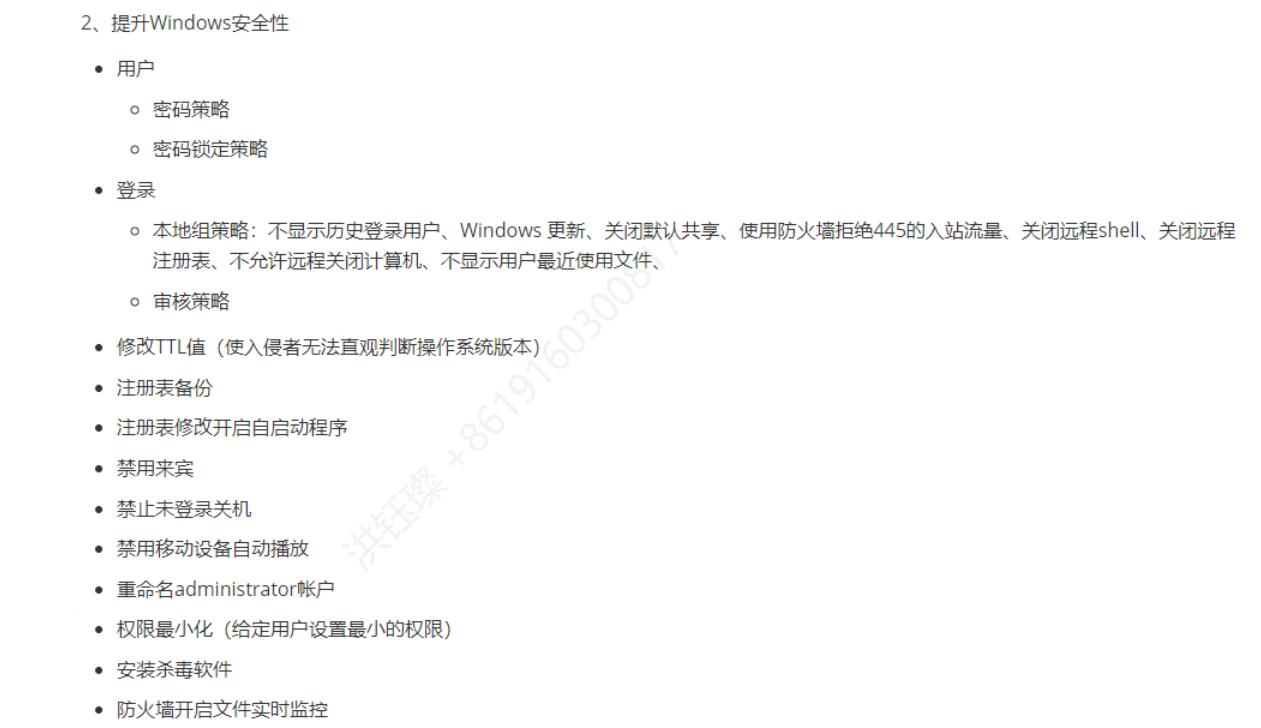 2、提升Windows安全性
用户
密码策略
密码锁定策略
登录
本地组策略：不显示历史登录用户、Windows 更新、关闭默认共享、使用防火墙拒绝445的入站流量、关闭远程shell、关闭远程
注册表、不允许远程关闭计算机、不显示用户最近使用文件、
审核策略
修改TTL值（使入侵者无法直观判断操作系统版本）
注册表备份
注册表修改开启自启动程序
禁用来宾
禁止未登录关机
禁用移动设备自动播放
重命名administrator帐户
权限最小化（给定用户设置最小的权限）
安装杀毒软件
防火墙开启文件实时监控
洪钰璨 +8619160300817